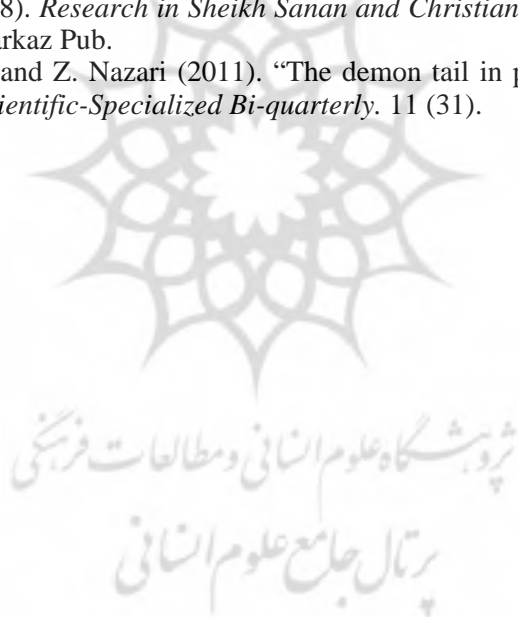 8). Research in Sheikh Sanan and Christian
arkaz Pub.
and Z. Nazari (2011). “The demon tail in p
ientific-Specialized Bi-quarterly. 11 (31).
پژوهشگاه علوم انسانی و مطالعات فرهنگی
پرتال جامع علوم انسانی